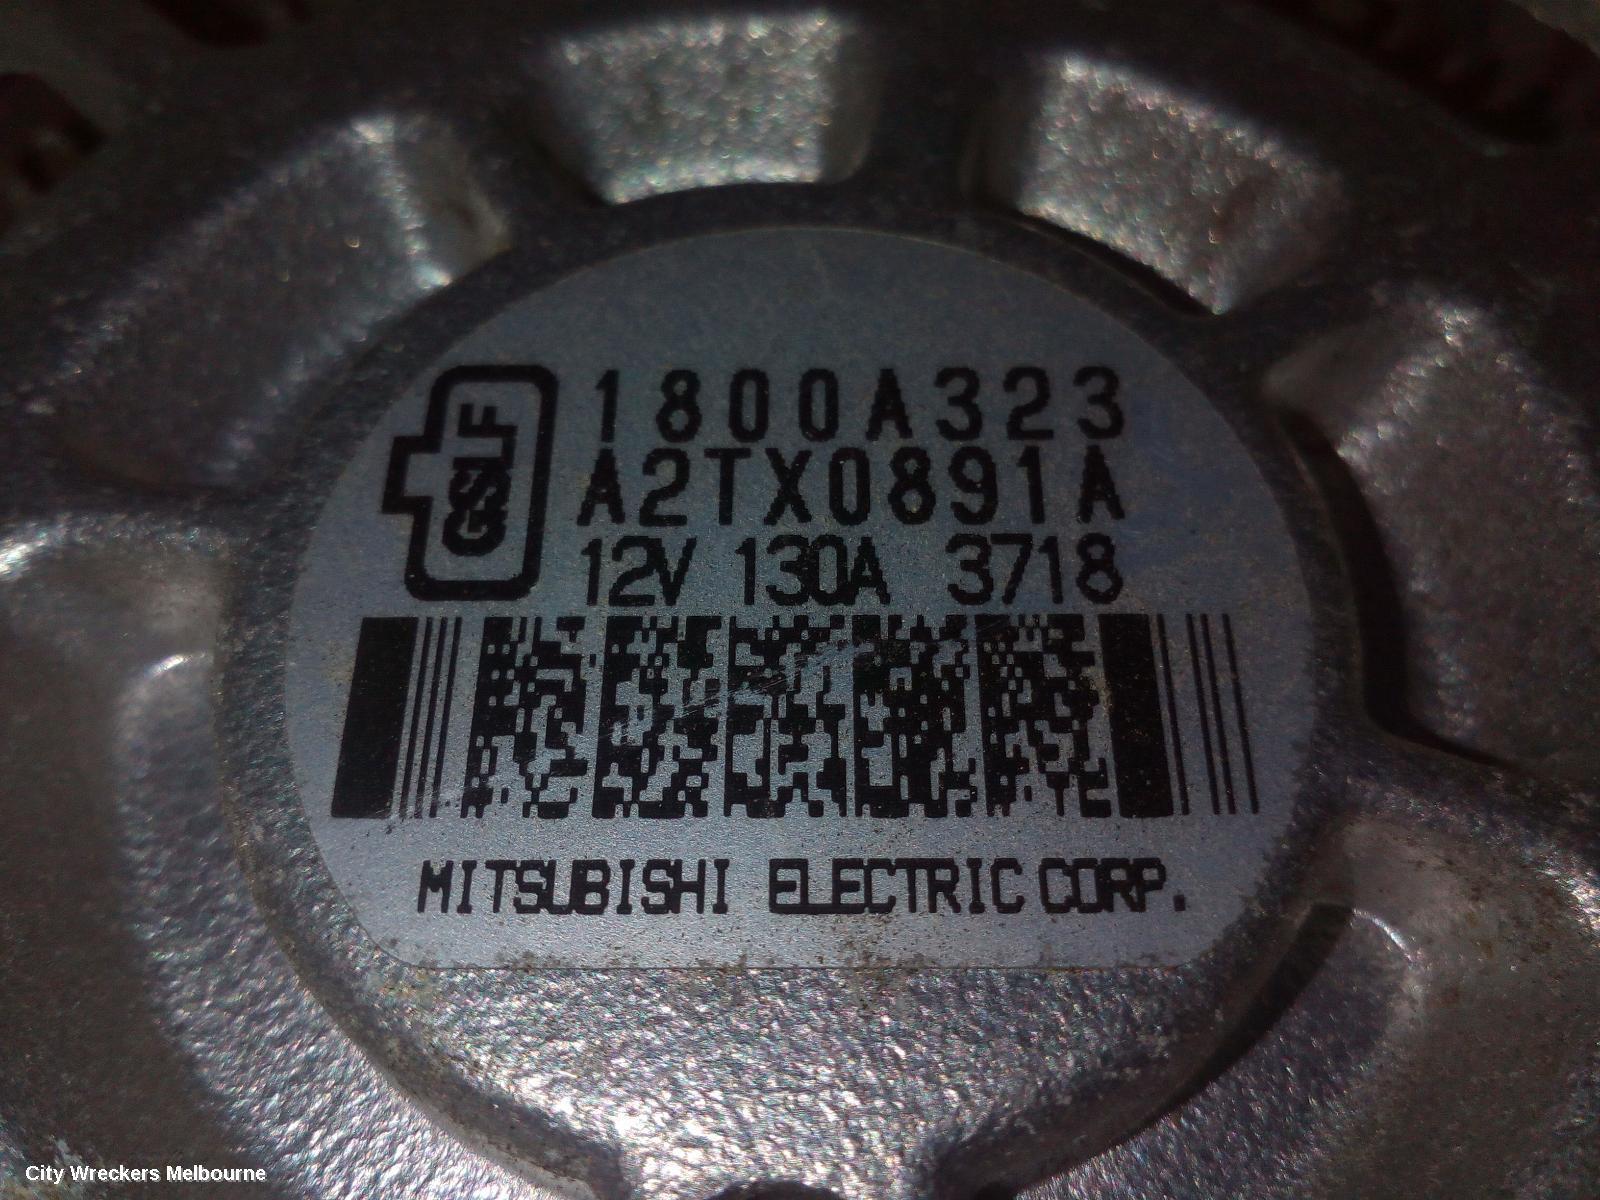 1800A323
A2TX0891A
12V 130A 3718
MITSUBISHI ELECTRIC CORP.
City Wreckers Melbourne